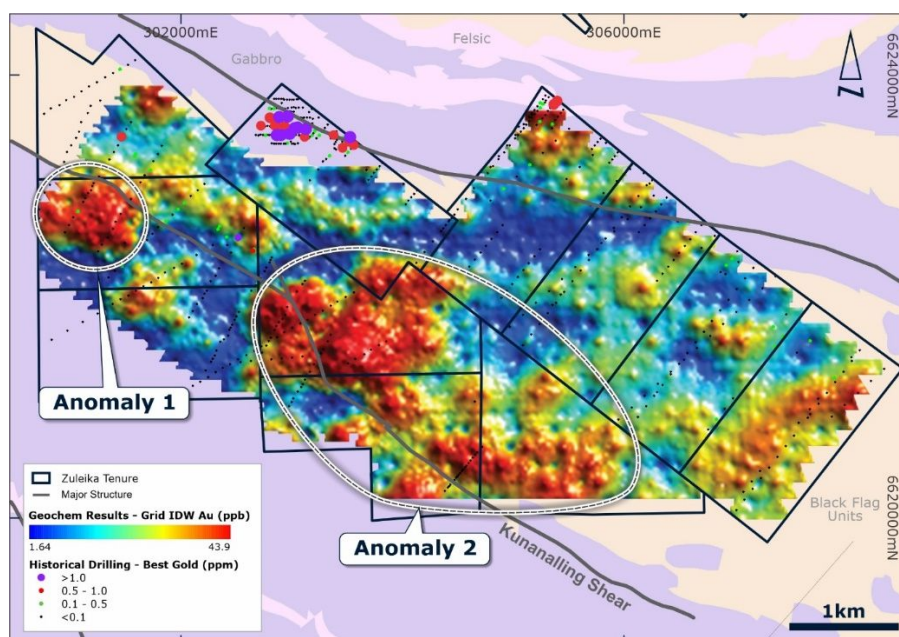 302000mE
306000mE
Felsic
Gabbro
6624000mN
N
Anomaly 1
Zuleika Tenure
Major Structure
Geochem Results - Grid IDW Au (ppb)
1.64
43.9
Historical Drilling - Best Gold (ppm)
>1.0
0.5 - 1.0
0.1 - 0.5
<0.1
Anomaly 2
Kunanalling Shear
Black Flag
Units
6620000mN
1km